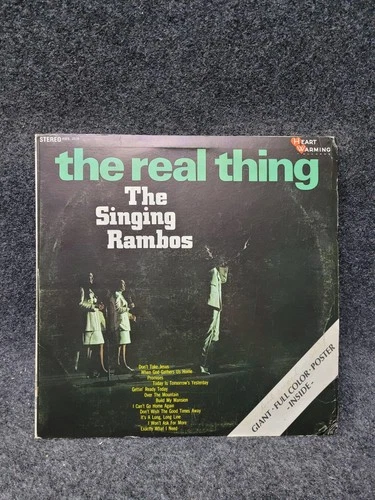 STEREO
HEART
WARMING
RECORDS
the real thing
The
Singing
Rambos
Don't Take Jesus
When God Gathers Us Home
Promises
Today Is Tomorrow's Yesterday
Gettin' Ready Today
Over The Mountain
Build My Mansion
I Can't Go Home Again
Don't Wish The Good Times Away
It's A Long, Long Line
I Won't Ask For More
Exactly What I Need
GIANT - FULL COLOR - POSTER
- INSIDE -